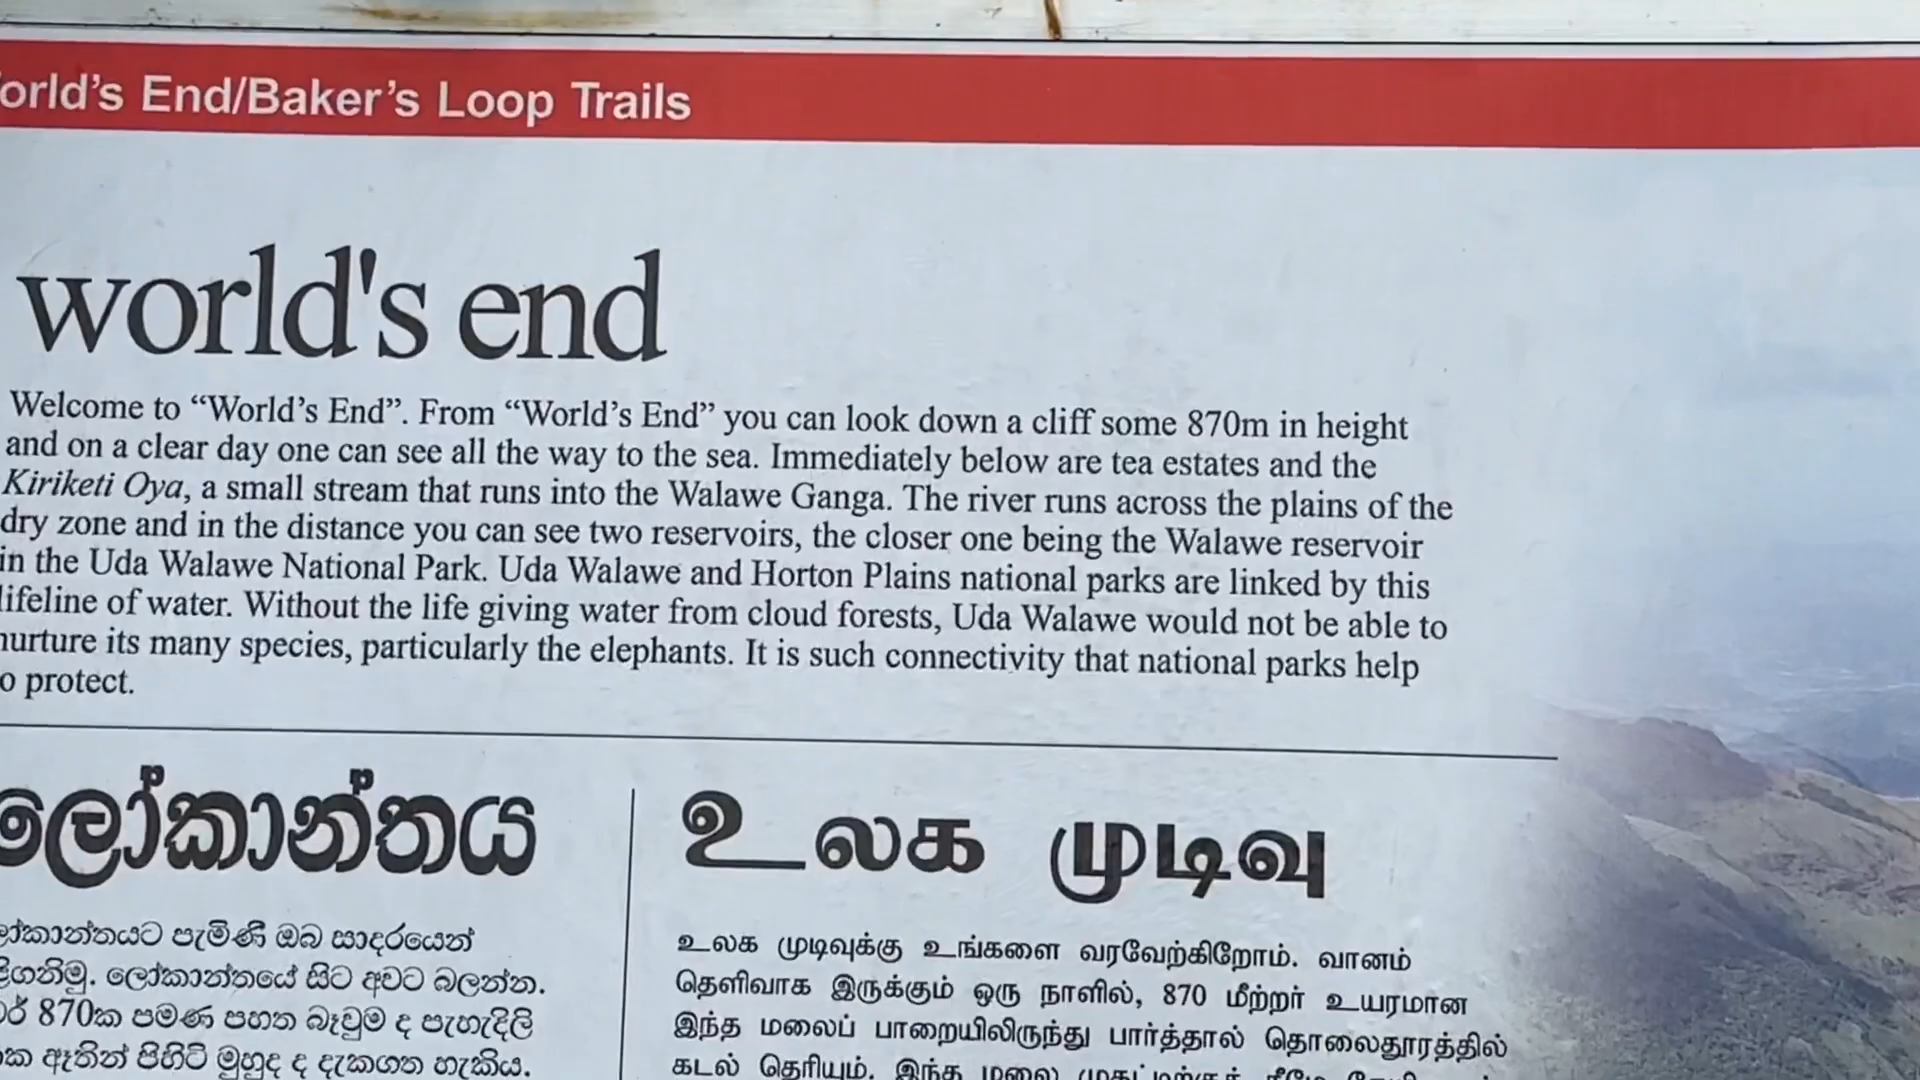 orld's End/Baker's Loop Trails
world's end
Welcome to “World's End”. From “World's End” you can look down a cliff some 870m in height
and on a clear day one can see all the way to the sea. Immediately below are tea estates and the
Kiriketi Oya, a small stream that runs into the Walawe Ganga. The river runs across the plains of the
dry zone and in the distance you can see two reservoirs, the closer one being the Walawe reservoir
in the Uda Walawe National Park. Uda Walawe and Horton Plains national parks are linked by this
lifeline of water. Without the life giving water from cloud forests, Uda Walawe would not be able to
nurture its many species, particularly the elephants. It is such connectivity that national parks help
o protect.
ලෝකාන්තය
ලෝකාන්තයට පැමිණි ඔබ සාදරයෙන්
ලෝකාන්තයේ සිට අවට බලන්න.
870ක පමණ පහත බෑවුම ද පැහැදිලි
ඈතින් පිහිටි මුහුද ද දැකගත හැකිය.
உலக முடிவு
உலக முடிவுக்கு உங்களை வரவேற்கிறோம். வானம்
தெளிவாக இருக்கும் ஒரு நாளில், 870 மீற்றர் உயரமான
இந்த மலைப் பாறையிலிருந்து பார்த்தால் தொலைதூரத்தில்
கடல் தெரியும். இந்த மலை